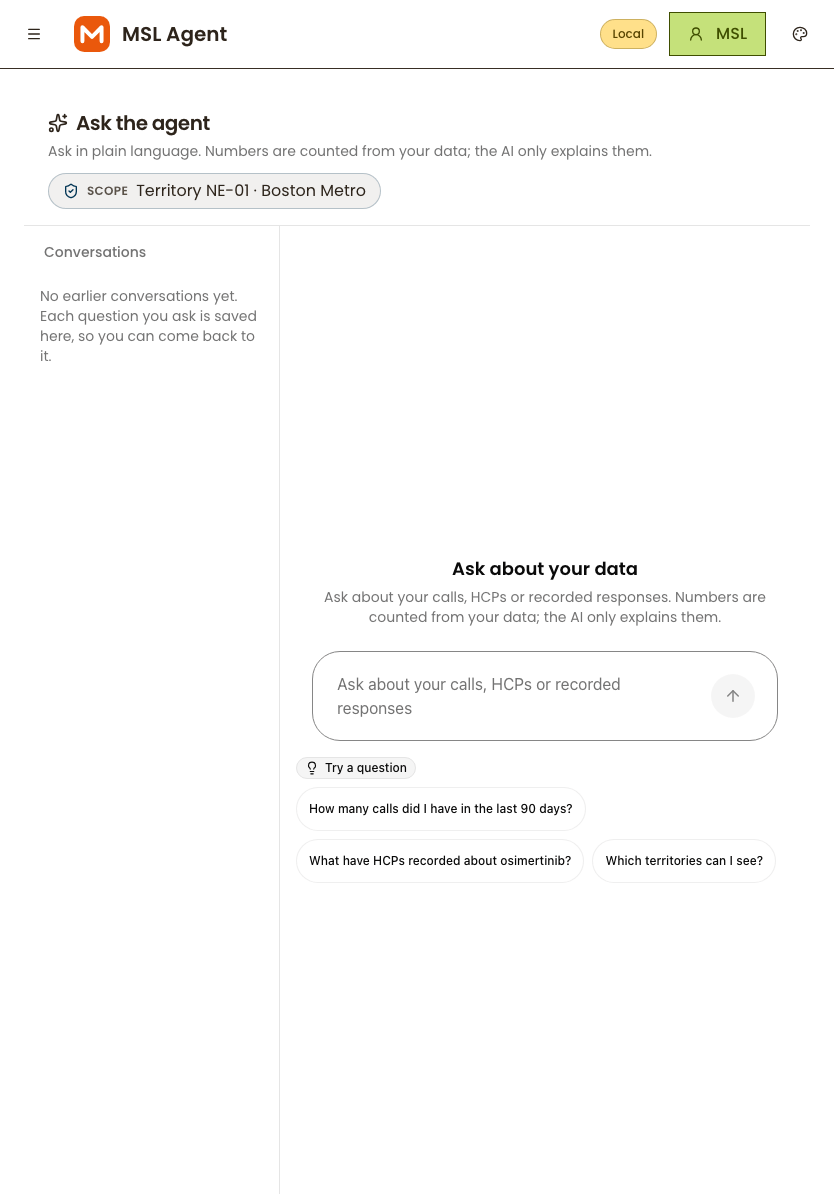 MSL Agent
Local
MSL
Ask the agent
Ask in plain language. Numbers are counted from your data; the AI only explains them.
SCOPE Territory NE-01 · Boston Metro
Conversations
No earlier conversations yet.
Each question you ask is saved
here, so you can come back to
it.
Ask about your data
Ask about your calls, HCPs or recorded responses. Numbers are
counted from your data; the AI only explains them.
Ask about your calls, HCPs or recorded
responses
Try a question
How many calls did I have in the last 90 days?
What have HCPs recorded about osimertinib?
Which territories can I see?